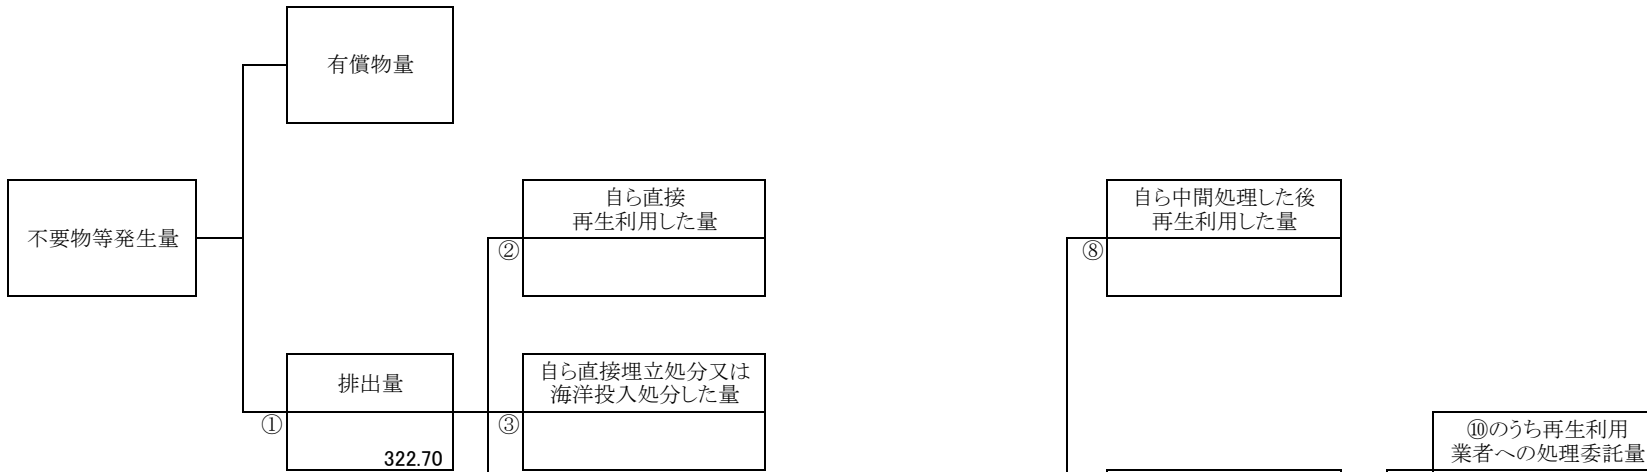 有償物量
不要物等発生量
自ら直接
再生利用した量
②
自ら中間処理した後
再生利用した量
⑧
排出量
①
322.70
自ら直接埋立処分又は
海洋投入処分した量
③
⑩のうち再生利用
業者への処理委託量